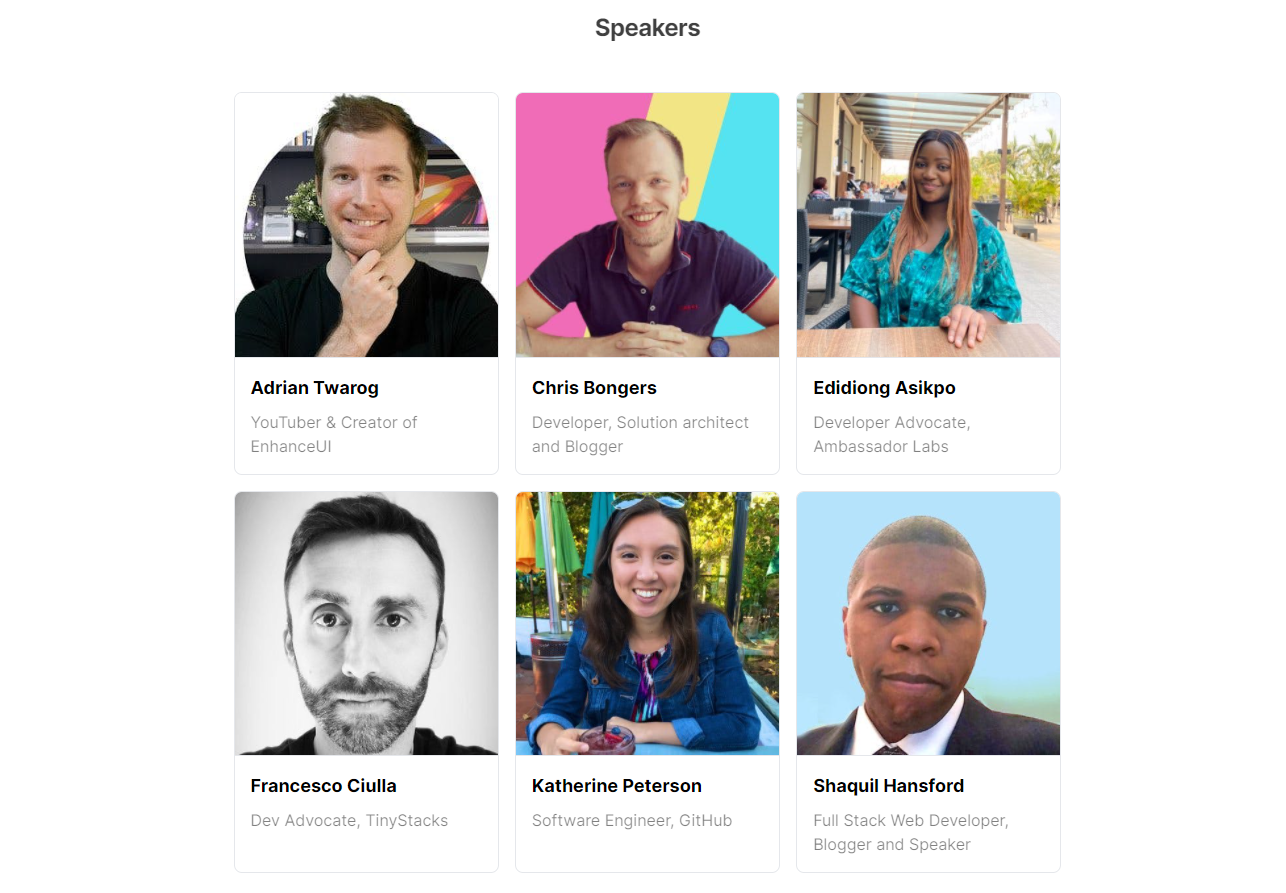 Speakers
Adrian Twarog
YouTuber & Creator of
EnhanceUI
Chris Bongers
Developer, Solution architect
and Blogger
Edidiong Asikpo
Developer Advocate,
Ambassador Labs
Francesco Ciulla
Dev Advocate, TinyStacks
Katherine Peterson
Software Engineer, GitHub
Shaquil Hansford
Full Stack Web Developer,
Blogger and Speaker